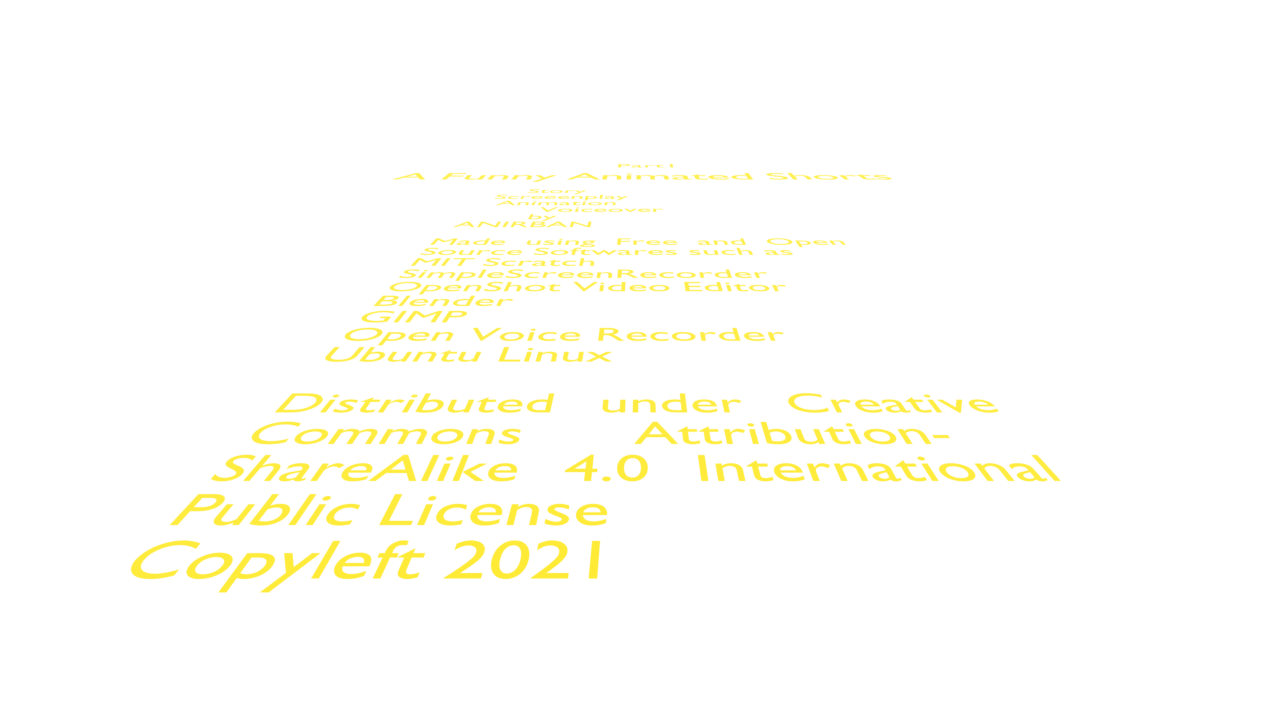 Part-I
A Funny Animated Shorts
Story
Screeenplay
Animation
Voiceover
by
ANIRBAN
Made using Free and Open
Source Softwares such as
MIT Scratch
SimpleScreenRecorder
OpenShot Video Editor
Blender
GIMP
Open Voice Recorder
Ubuntu Linux
Distributed under Creative
Commons Attribution-
ShareAlike 4.0 International
Public License
Copyleft 2021